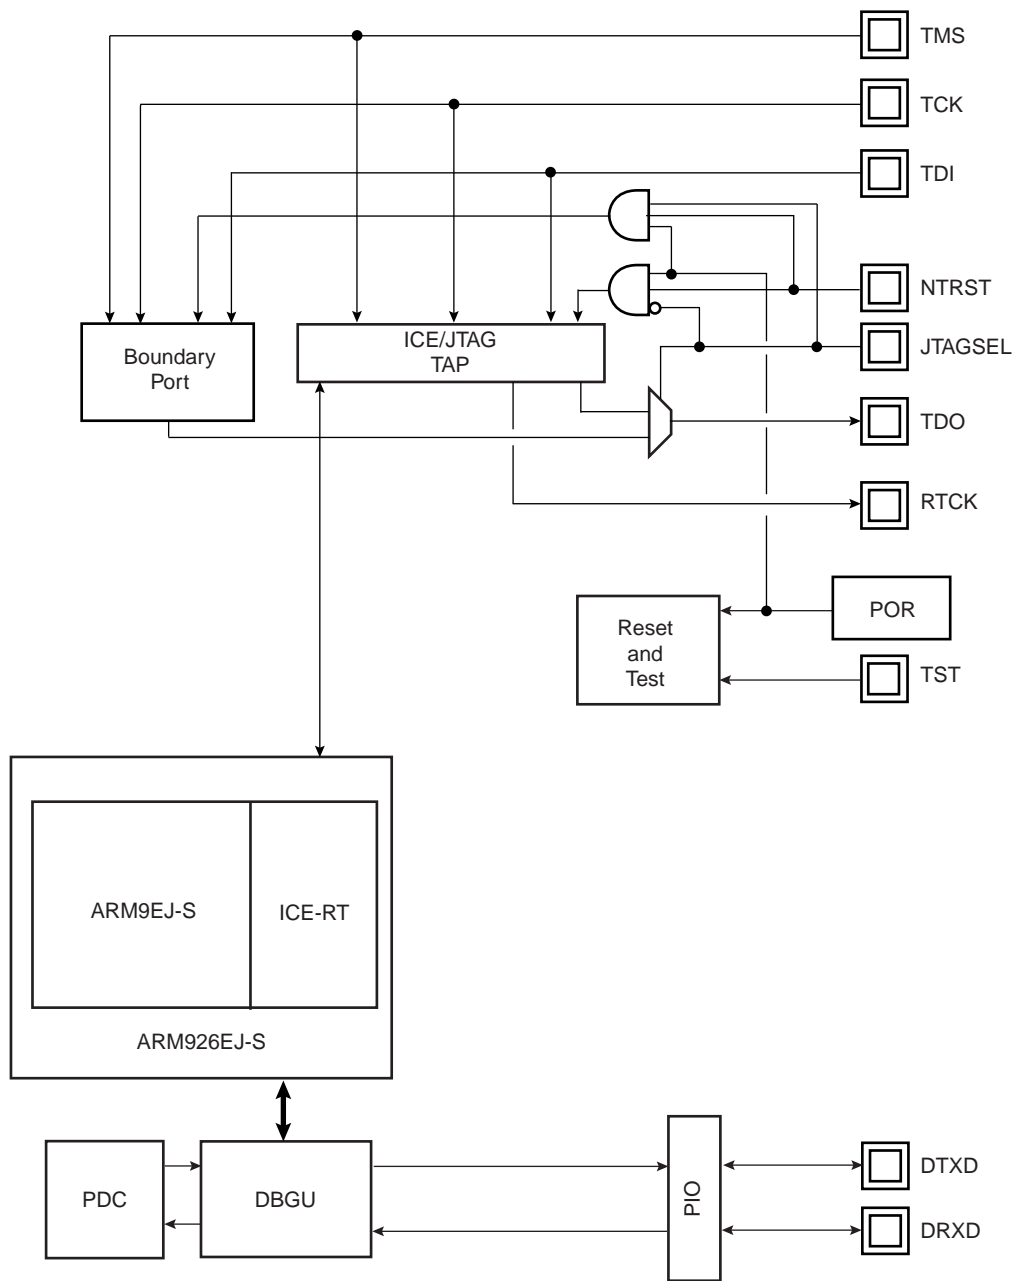 TMS
TCK
TDI
NTRST
JTAGSEL
Boundary
Port
ICE/JTAG
TAP
TDO
RTCK
POR
Reset
and
Test
TST
ARM9EJ-S
ICE-RT
ARM926EJ-S
PDC
DBGU
PIO
DTXD
DRXD